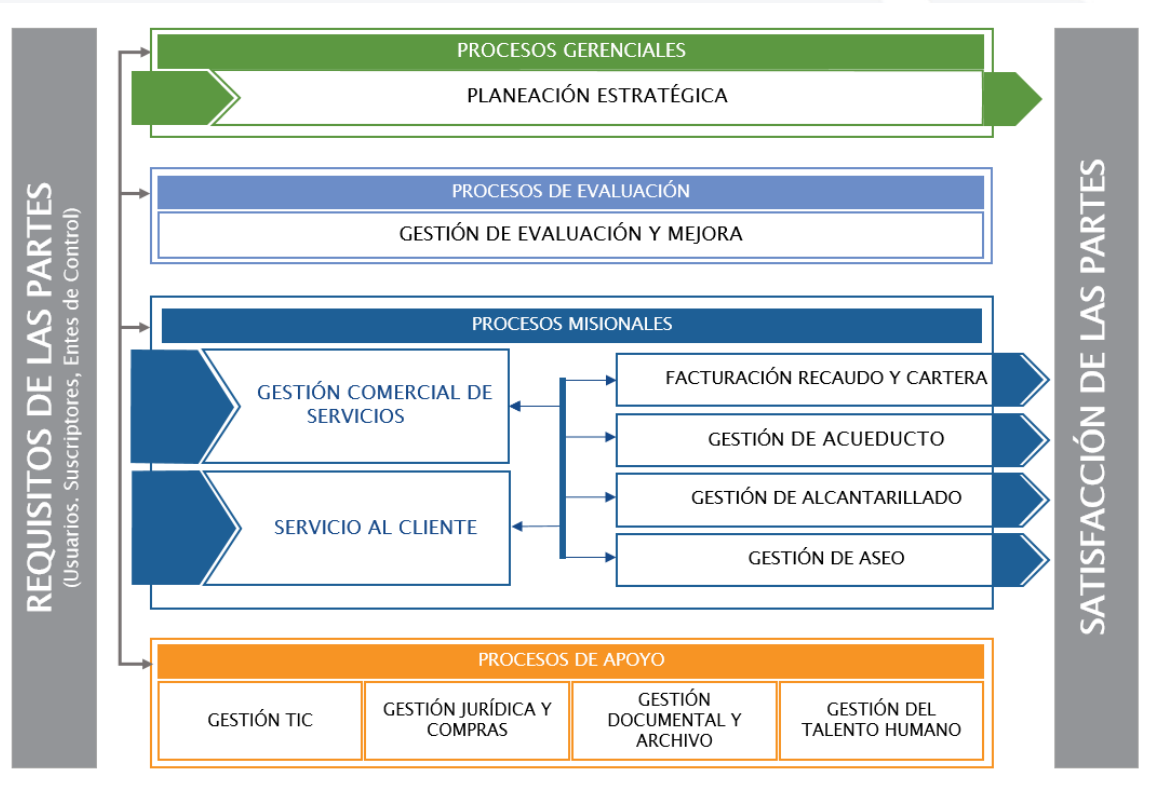 REQUISITOS DE LAS PARTES
(Usuarios. Suscriptores, Entes de Control)
PROCESOS GERENCIALES
PLANEACIÓN ESTRATÉGICA
PROCESOS DE EVALUACIÓN
GESTIÓN DE EVALUACIÓN Y MEJORA
PROCESOS MISIONALES
GESTIÓN COMERCIAL DE
SERVICIOS
SERVICIO AL CLIENTE
FACTURACIÓN RECAUDO Y CARTERA
GESTIÓN DE ACUEDUCTO
GESTIÓN DE ALCANTARILLADO
GESTIÓN DE ASEO
PROCESOS DE APOYO
GESTIÓN TIC
GESTIÓN JURÍDICA Y
COMPRAS
GESTIÓN
DOCUMENTAL Y
ARCHIVO
GESTIÓN DEL
TALENTO HUMANO
SATISFACCIÓN DE LAS PARTES